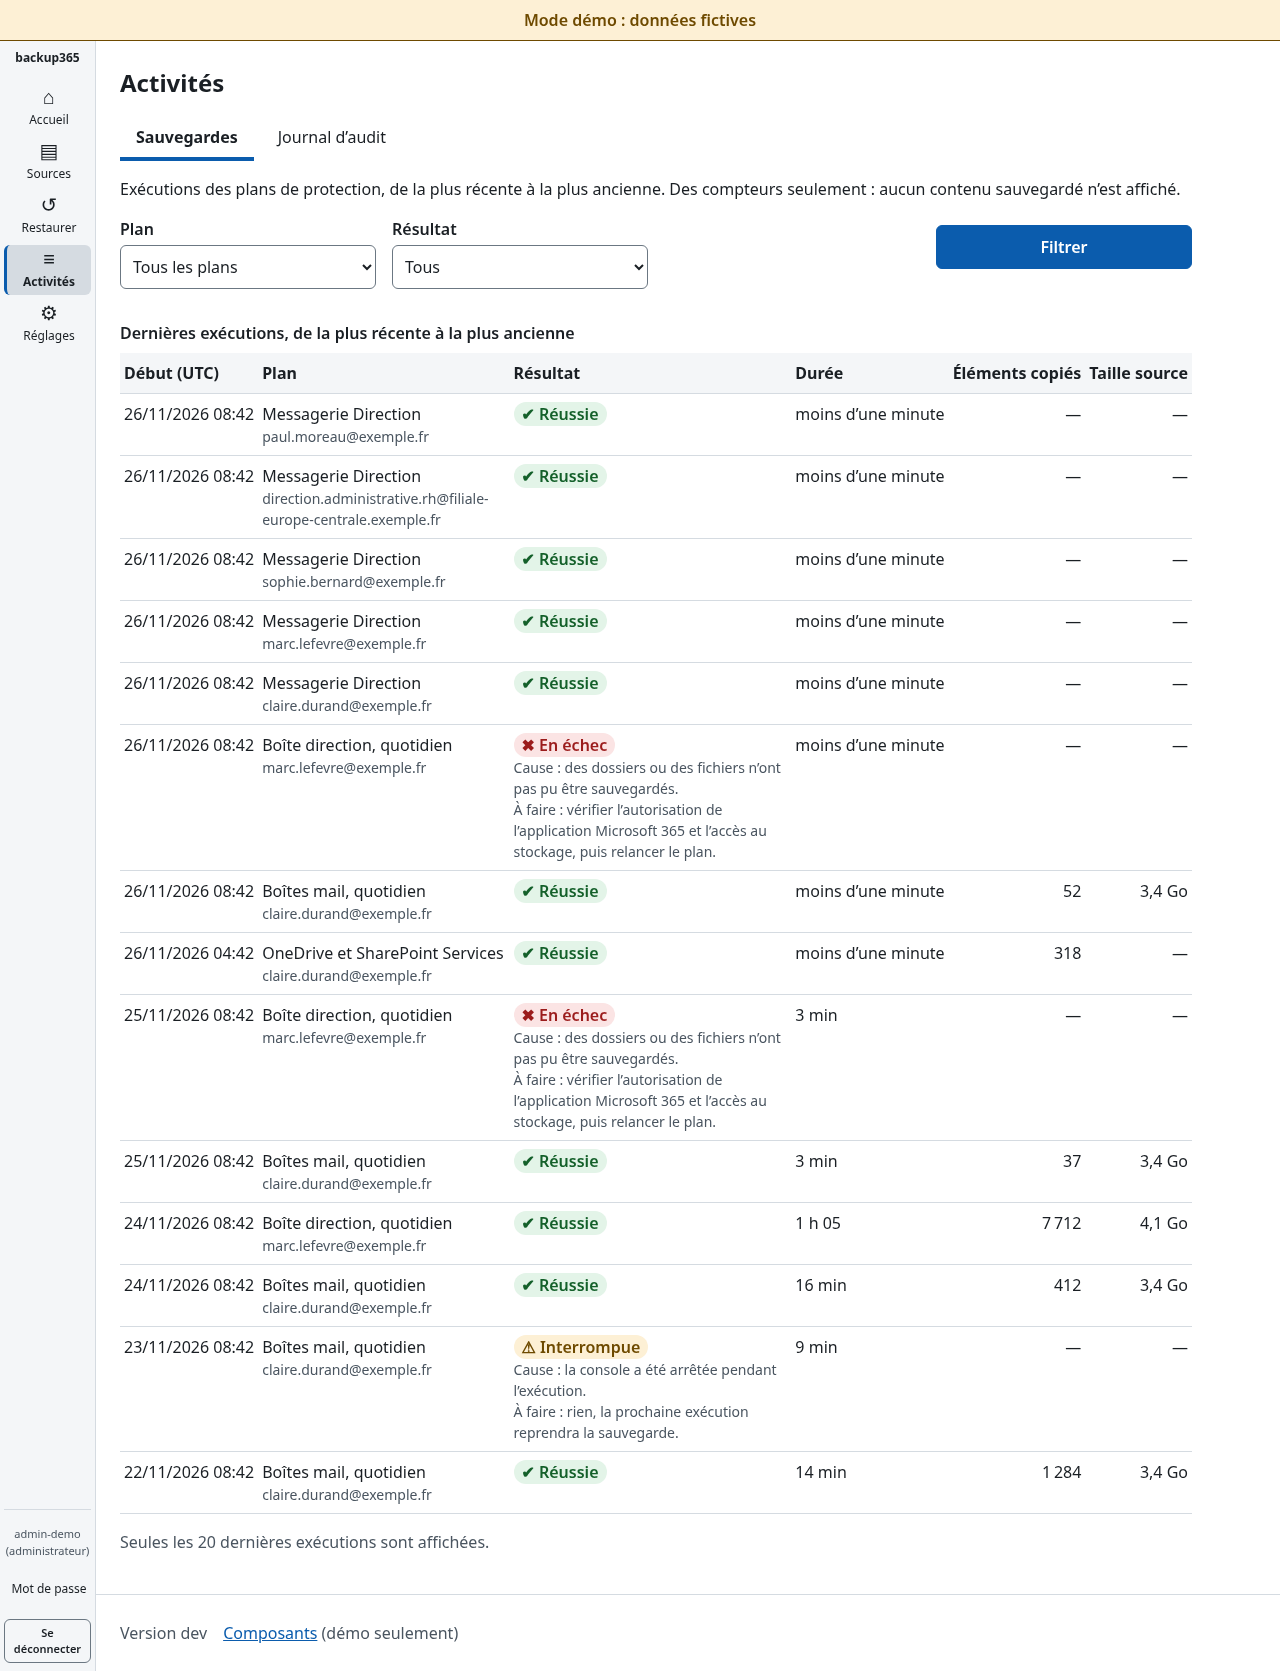 Mode démo : données fictives
backup365
Accueil
Sources
Restaurer
Activités
Réglages
admin-demo
(administrateur)
Mot de passe
Se
déconnecter
Activités
Sauvegardes Journal d’audit
Exécutions des plans de protection, de la plus récente à la plus ancienne. Des compteurs seulement : aucun contenu sauvegardé n’est affiché.
Plan Résultat
Tous les plans Tous Filtrer
Dernières exécutions, de la plus récente à la plus ancienne
Début (UTC) Plan Résultat Durée Éléments copiés Taille source
26/11/2026 08:42 Messagerie Direction ✔ Réussie moins d’une minute — —
paul.moreau@exemple.fr
26/11/2026 08:42 Messagerie Direction ✔ Réussie moins d’une minute — —
direction.administrative.rh@filiale-
europe-centrale.exemple.fr
26/11/2026 08:42 Messagerie Direction ✔ Réussie moins d’une minute — —
sophie.bernard@exemple.fr
26/11/2026 08:42 Messagerie Direction ✔ Réussie moins d’une minute — —
marc.lefevre@exemple.fr
26/11/2026 08:42 Messagerie Direction ✔ Réussie moins d’une minute — —
claire.durand@exemple.fr
26/11/2026 08:42 Boîte direction, quotidien ✖ En échec moins d’une minute — —
marc.lefevre@exemple.fr Cause : des dossiers ou des fichiers n’ont
pas pu être sauvegardés.
À faire : vérifier l’autorisation de
l’application Microsoft 365 et l’accès au
stockage, puis relancer le plan.
26/11/2026 08:42 Boîtes mail, quotidien ✔ Réussie moins d’une minute 52 3,4 Go
claire.durand@exemple.fr
26/11/2026 04:42 OneDrive et SharePoint Services ✔ Réussie moins d’une minute 318 —
claire.durand@exemple.fr
25/11/2026 08:42 Boîte direction, quotidien ✖ En échec 3 min — —
marc.lefevre@exemple.fr Cause : des dossiers ou des fichiers n’ont
pas pu être sauvegardés.
À faire : vérifier l’autorisation de
l’application Microsoft 365 et l’accès au
stockage, puis relancer le plan.
25/11/2026 08:42 Boîtes mail, quotidien ✔ Réussie 3 min 37 3,4 Go
claire.durand@exemple.fr
24/11/2026 08:42 Boîte direction, quotidien ✔ Réussie 1 h 05 7 712 4,1 Go
marc.lefevre@exemple.fr
24/11/2026 08:42 Boîtes mail, quotidien ✔ Réussie 16 min 412 3,4 Go
claire.durand@exemple.fr
23/11/2026 08:42 Boîtes mail, quotidien ⚠ Interrompue 9 min — —
claire.durand@exemple.fr Cause : la console a été arrêtée pendant
l’exécution.
À faire : rien, la prochaine exécution
reprendra la sauvegarde.
22/11/2026 08:42 Boîtes mail, quotidien ✔ Réussie 14 min 1 284 3,4 Go
claire.durand@exemple.fr
Seules les 20 dernières exécutions sont affichées.
Version dev Composants (démo seulement)